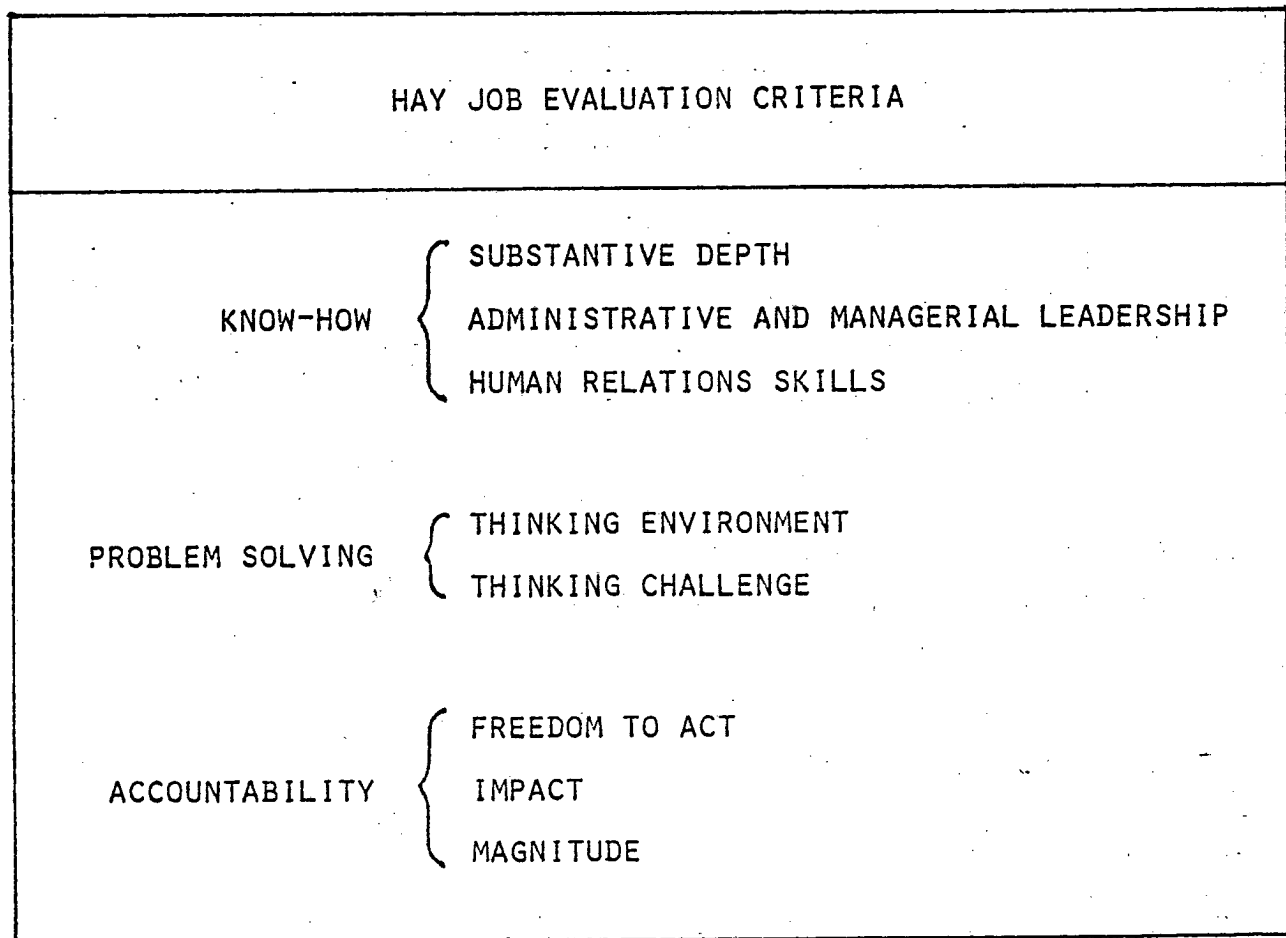 HAY JOB EVALUATION CRITERIA
KNOW-HOW
SUBSTANTIVE DEPTH
ADMINISTRATIVE AND MANAGERIAL LEADERSHIP
HUMAN RELATIONS SKILLS
PROBLEM SOLVING
THINKING ENVIRONMENT
THINKING CHALLENGE
ACCOUNTABILITY
FREEDOM TO ACT
IMPACT
MAGNITUDE